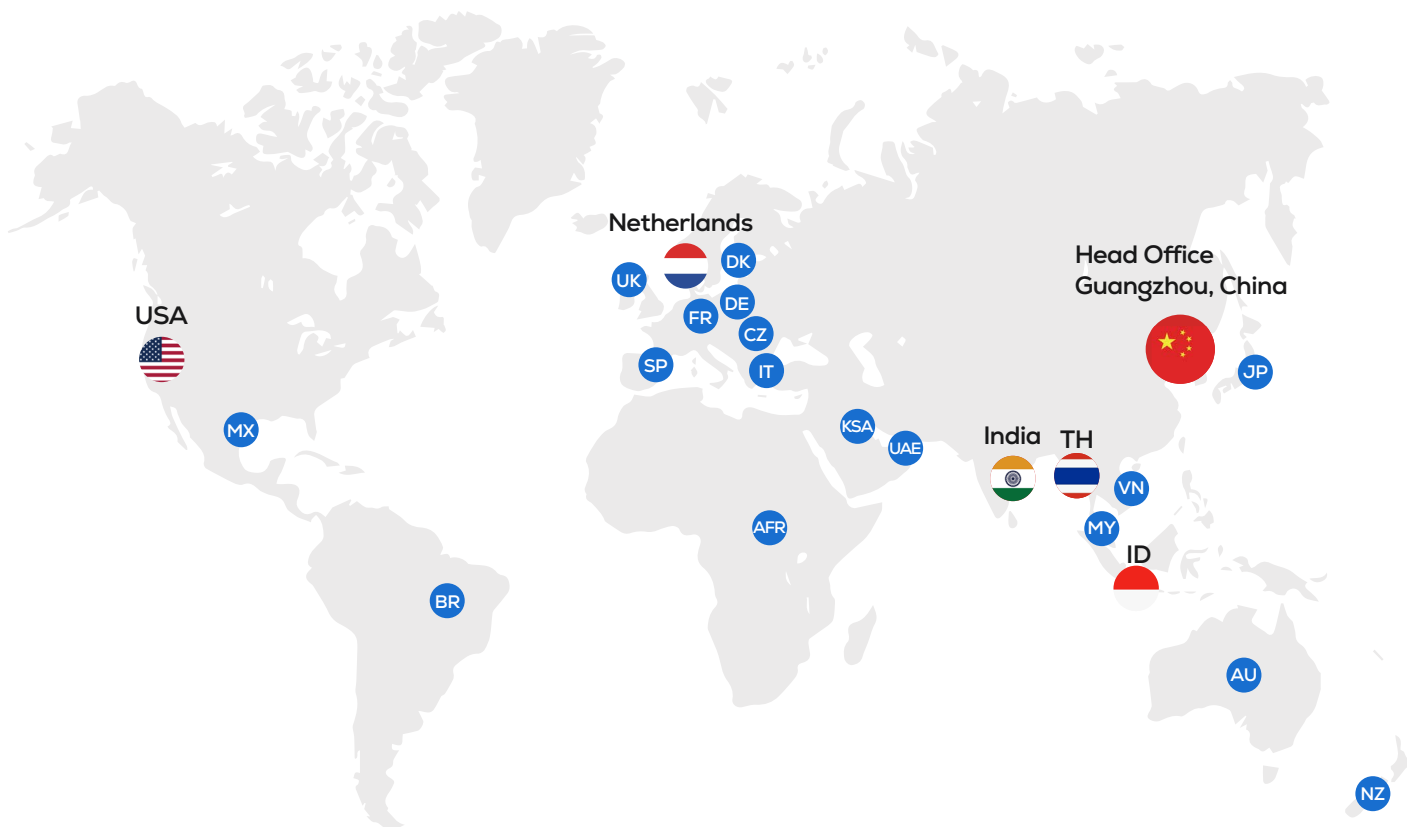 Netherlands
Head Office
Guangzhou, China
UK
DK
DE
FR
CZ
SP
IT
USA
JP
MX
KSA
UAE
India
TH
VN
AFR
MY
ID
BR
AU
NZ